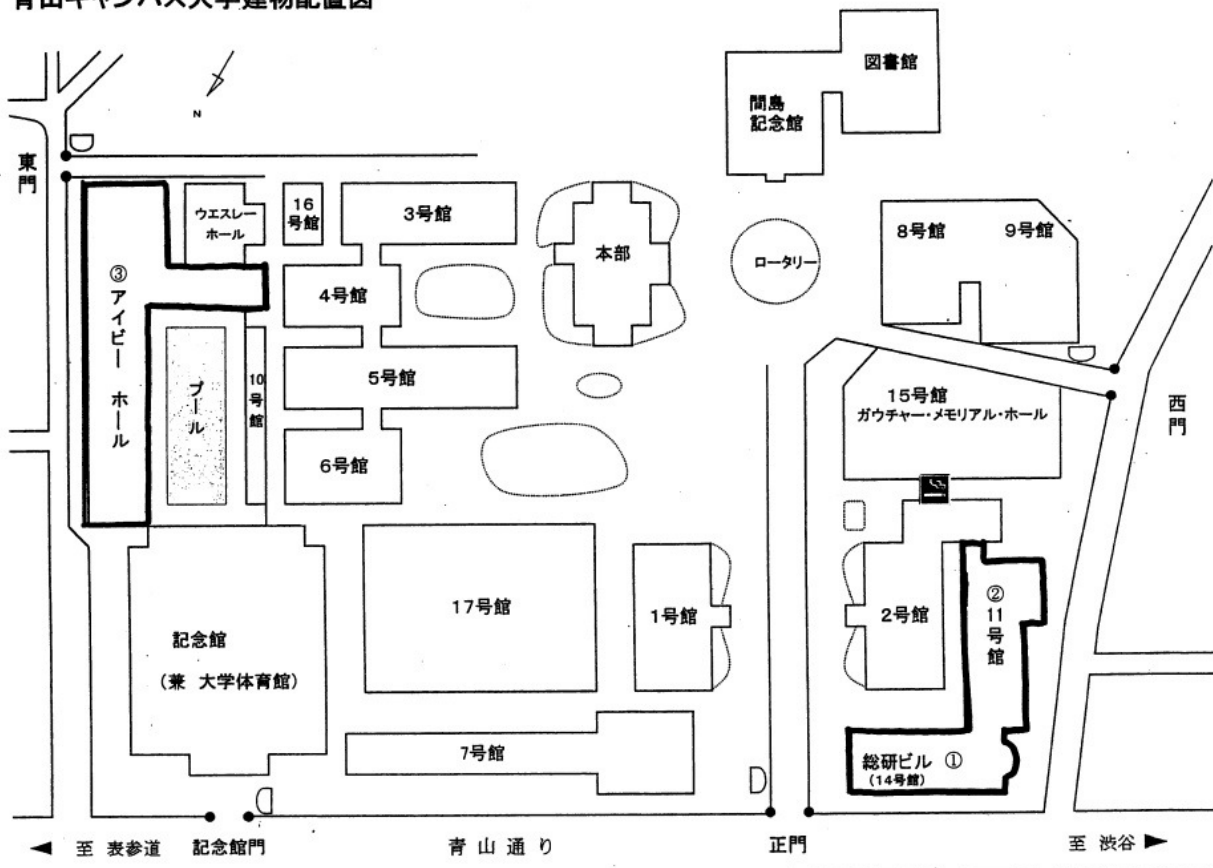 青山キャンパス大学建物配置図
N
図書館
間島
記念館
東門
ウエスレー
ホール
16
号館
3号館
本部
ロータリー
8号館
9号館
③アイビー ホール
4号館
プール
10号館
5号館
15号館
ガウチャー・メモリアル・ホール
西門
6号館
17号館
1号館
2号館
②11号館
記念館
(兼 大学体育館)
7号館
総研ビル ①
(14号館)
◀ 至 表参道
記念館門
青山通り
正門
至 渋谷 ▶